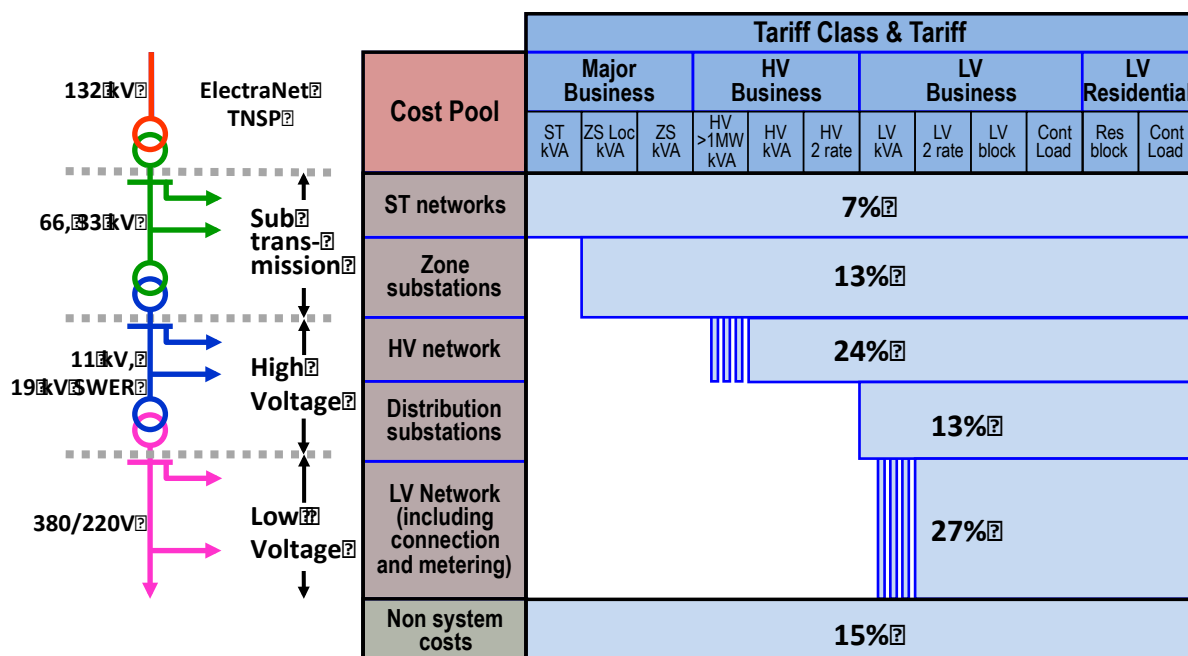 Tariff Class & Tariff
132⍰kV⍰
ElectraNet⍰
TNSP⍰
Cost Pool
Major
Business
HV
Business
LV
Business
LV
Residential
ST
kVA
ZS Loc
kVA
ZS
kVA
HV
>1MW
kVA
HV
kVA
HV
2 rate
LV
kVA
LV
2 rate
LV
block
Cont
Load
Res
block
Cont
Load
66,⍰33⍰kV⍰
Sub⍰
trans-⍰
mission⍰
ST networks
7%⍰
Zone
substations
13%⍰
11⍰kV,⍰
19⍰kV⍰SWER⍰
High⍰
Voltage⍰
HV network
24%⍰
Distribution
substations
13%⍰
380/220V⍰
Low⍰
Voltage⍰
LV Network
(including
connection
and metering)
27%⍰
Non system
costs
15%⍰